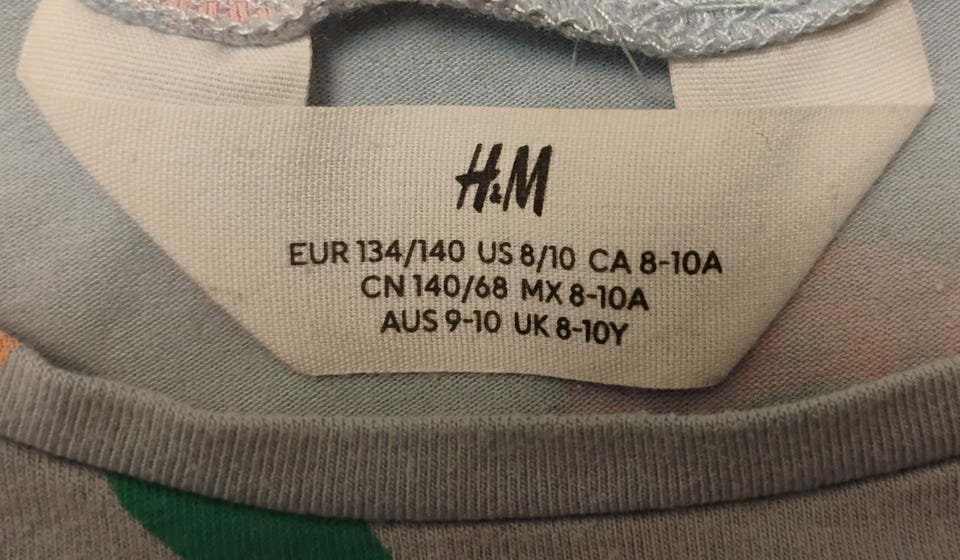 H&M
EUR 134/140 US 8/10 CA 8-10A
CN 140/68 MX 8-10A
AUS 9-10 UK 8-10Y